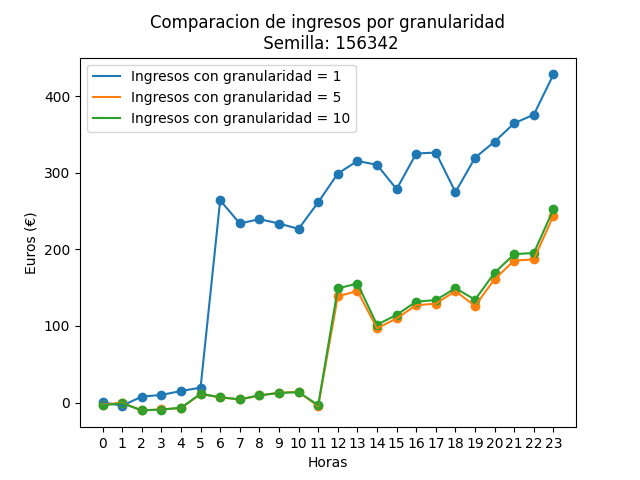 Comparacion de ingresos por granularidad
Semilla: 156342
Ingresos con granularidad = 1
Ingresos con granularidad = 5
Ingresos con granularidad = 10
Euros (€)
400
300
200
100
0
0 1 2 3 4 5 6 7 8 9 10 11 12 13 14 15 16 17 18 19 20 21 22 23
Horas